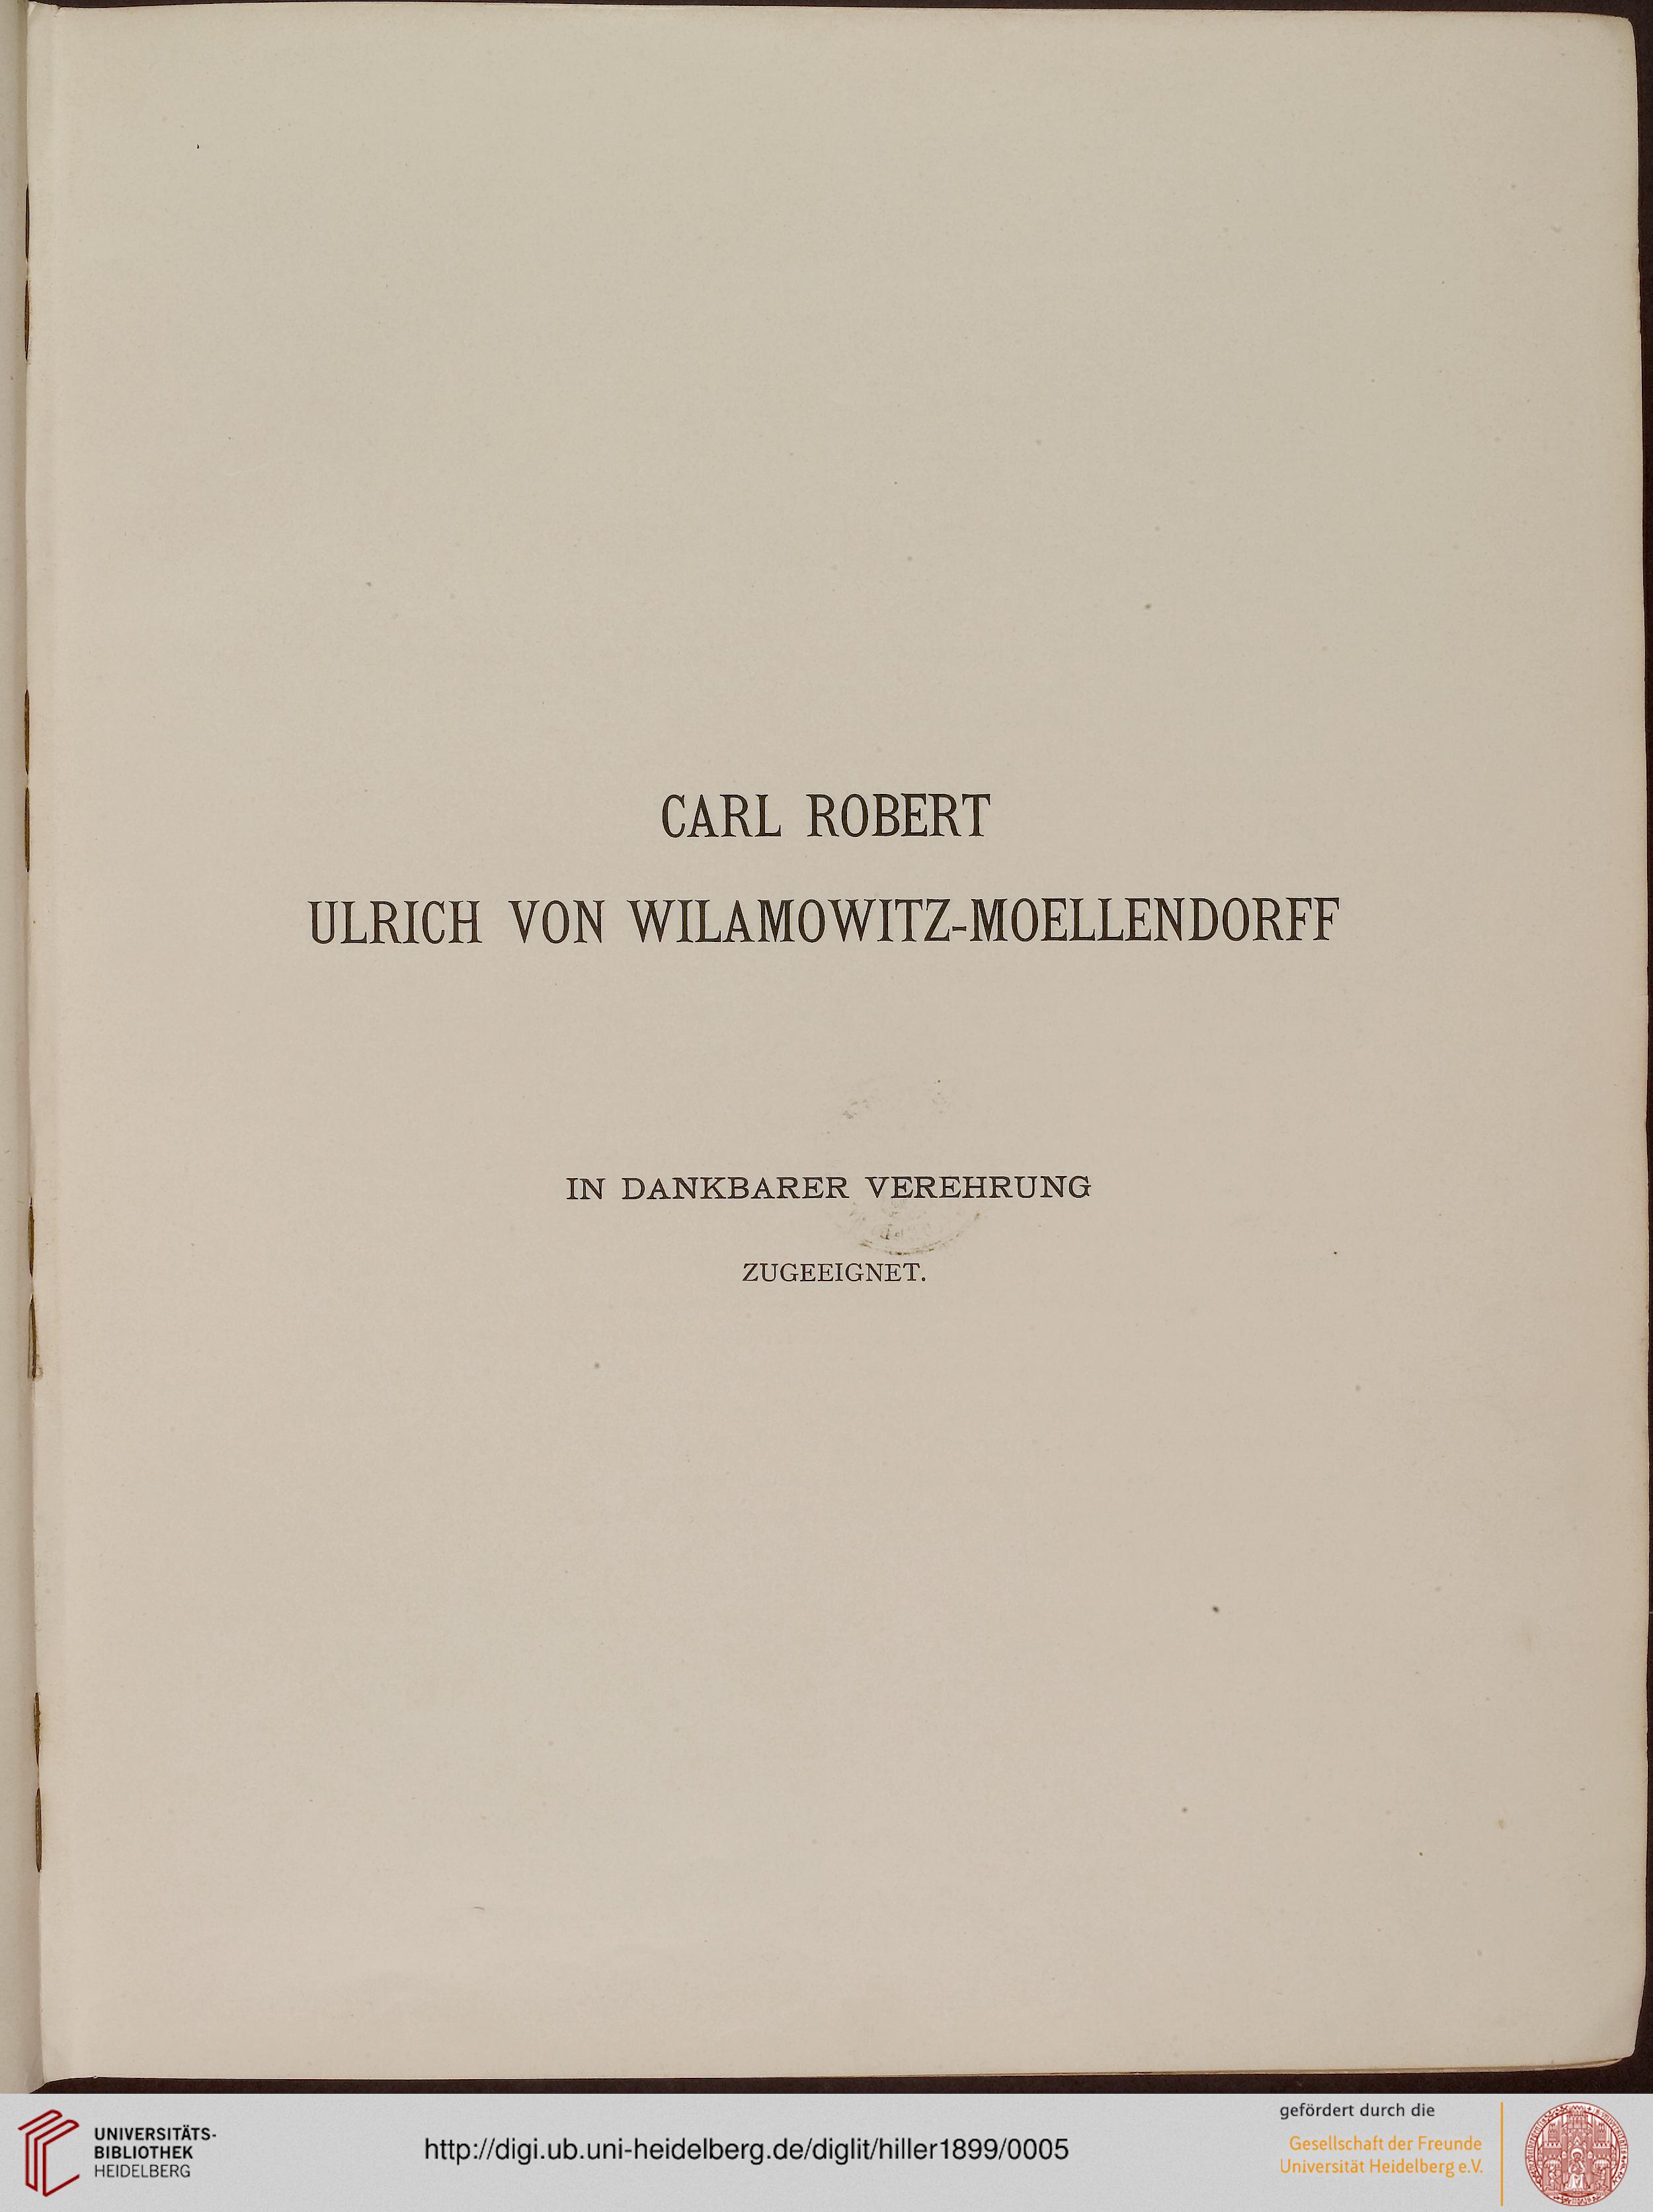 CARL ROBERT
ULRICH VON WILAMOWITZ-MOELLENDORFF
IN DANKBARER VEREHRUNG
ZUGEEIGNET.
UNIVERSITÄTS-
BIBLIOTHEK
HEIDELBERG
http://digi.ub.uni-heidelberg.de/diglit/hiller1899/0005
gefördert durch die
Gesellschaft der Freunde
Universität Heidelberg e.V.